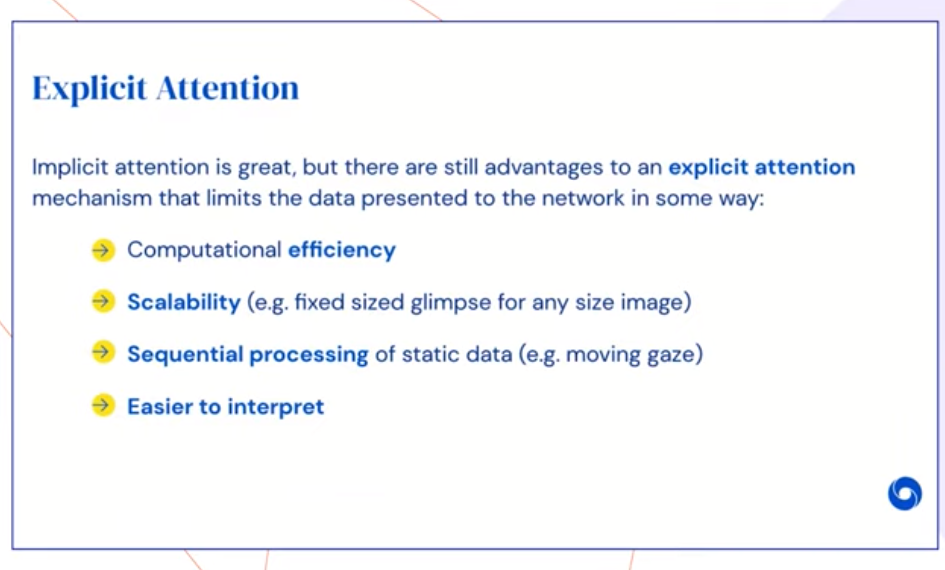 Explicit Attention
Implicit attention is great, but there are still advantages to an explicit attention
mechanism that limits the data presented to the network in some way:
Computational efficiency
Scalability (e.g. fixed sized glimpse for any size image)
Sequential processing of static data (e.g. moving gaze)
Easier to interpret